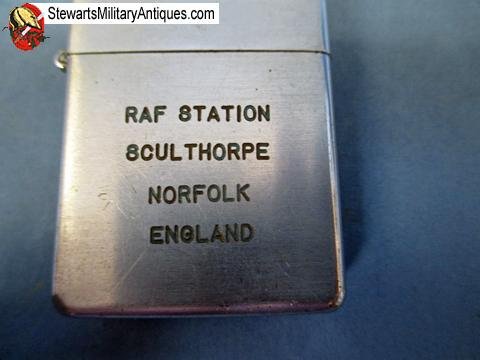 StewartsMilitaryAntiques.com
RAF STATION
SCULTHORPE
NORFOLK
ENGLAND